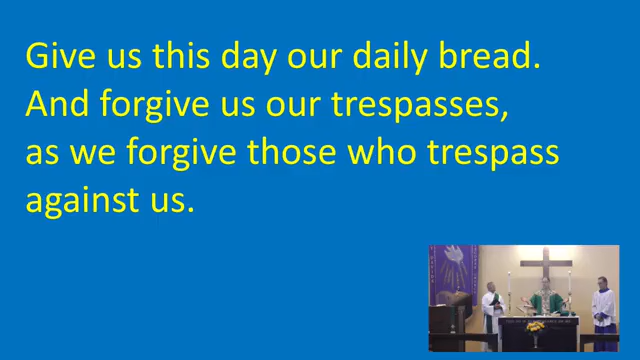 Give us this day our daily bread.
And forgive us our trespasses,
as we forgive those who trespass
against us.